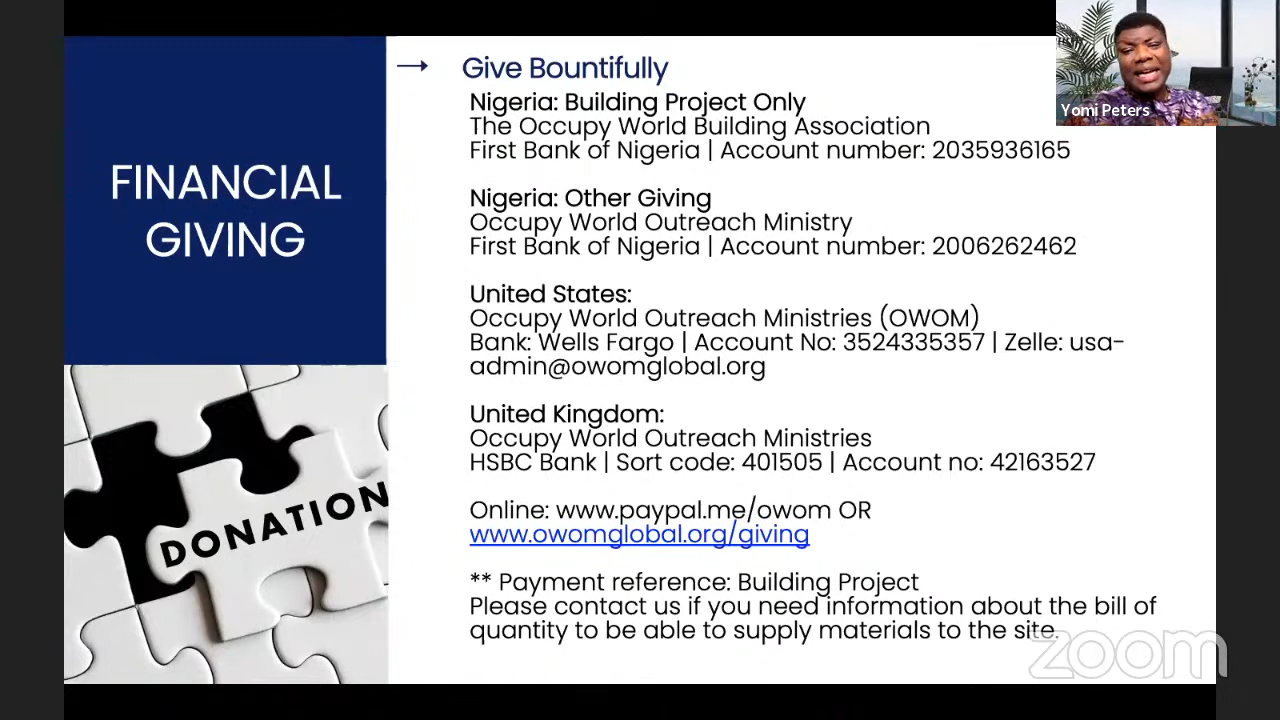 FINANCIAL
GIVING
DONATION
→ Give Bountifully
Nigeria: Building Project Only
The Occupy World Building Association
First Bank of Nigeria | Account number: 2035936165
Nigeria: Other Giving
Occupy World Outreach Ministry
First Bank of Nigeria | Account number: 2006262462
United States:
Occupy World Outreach Ministries (OWOM)
Bank: Wells Fargo | Account No: 3524335357 | Zelle: usa-
admin@owomglobal.org
United Kingdom:
Occupy World Outreach Ministries
HSBC Bank | Sort code: 401505 | Account no: 42163527
Online: www.paypal.me/owom OR
www.owomglobal.org/giving
** Payment reference: Building Project
Please contact us if you need information about the bill of
quantity to be able to supply materials to the site.
Yomi Peters
zoom